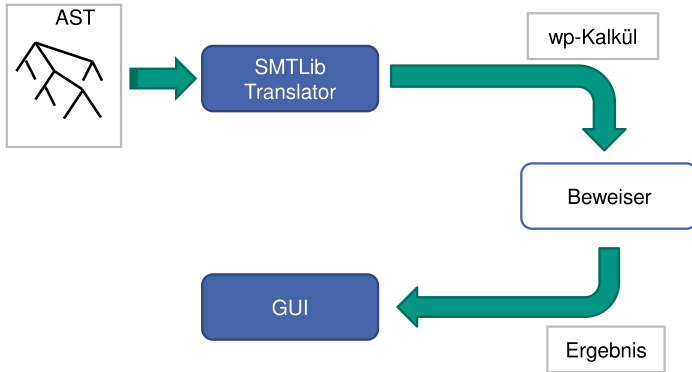 AST
SMTLib
Translator
wp-Kalkül
Beweiser
GUI
Ergebnis